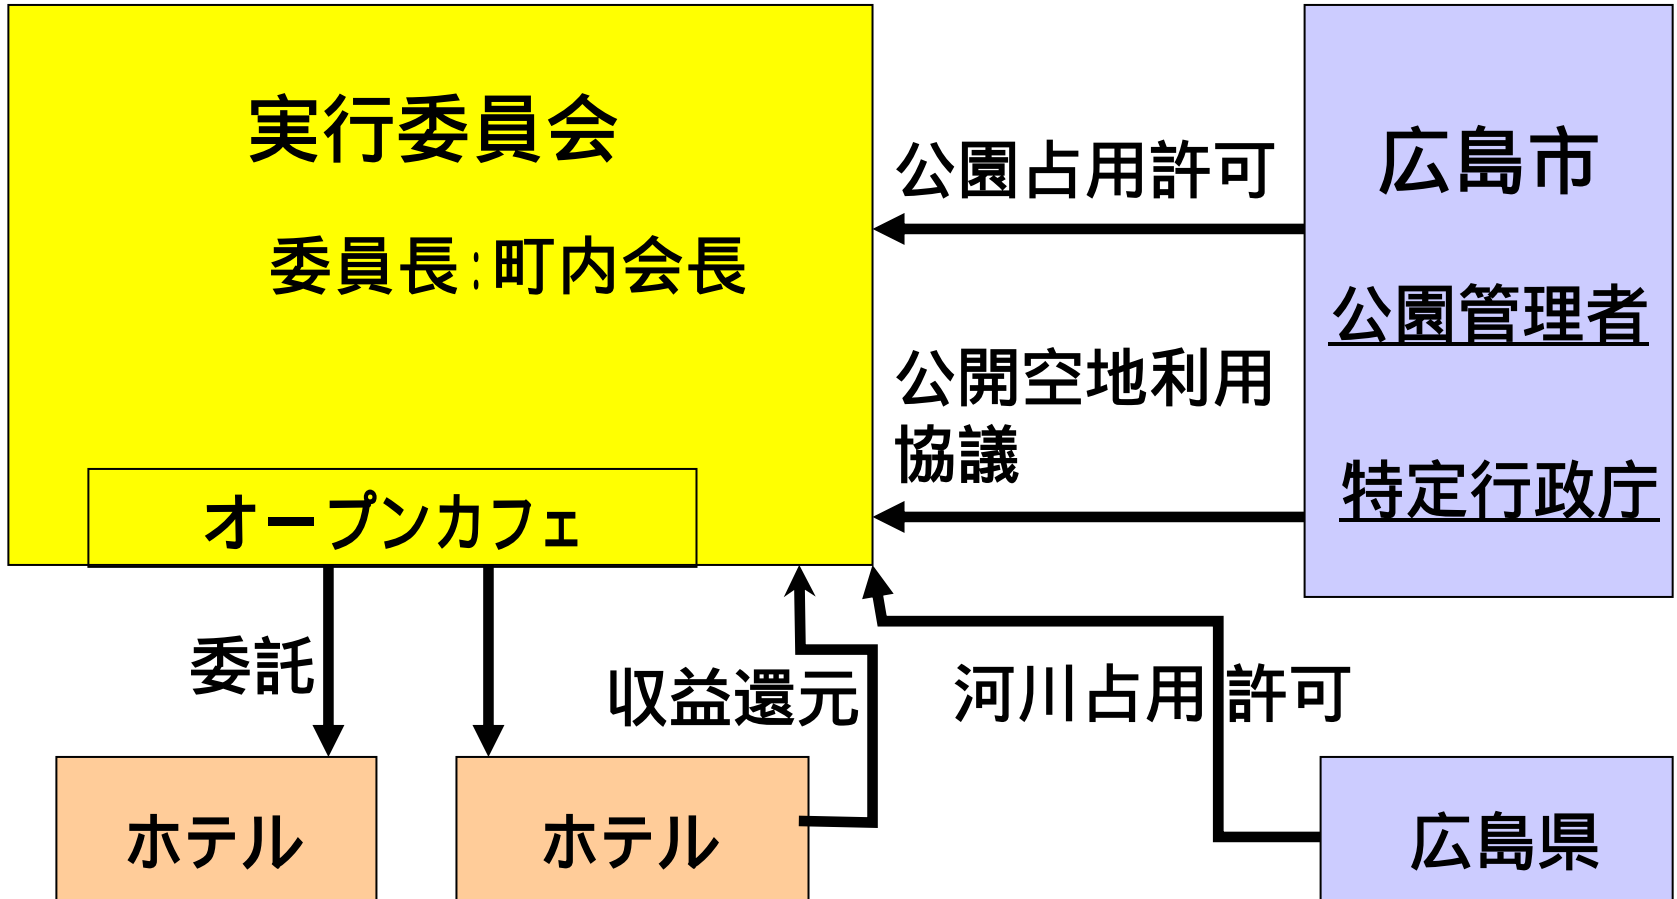 実行委員会
委員長：町内会長
オープンカフェ
公園占用許可
公開空地利用
協議
広島市
公園管理者
特定行政庁
委託
収益還元
河川占用許可
ホテル
ホテル
広島県